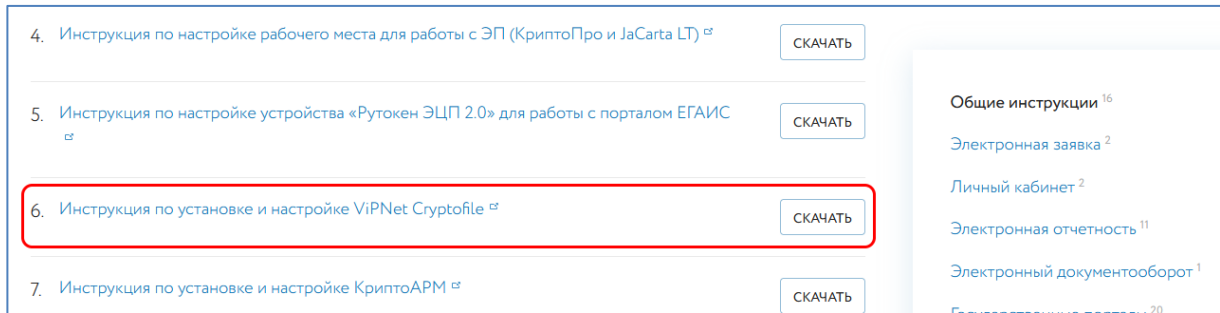 4. Инструкция по настройке рабочего места для работы с ЭП (КриптоПро и JaCarta LT)
СКАЧАТЬ
5. Инструкция по настройке устройства «Рутокен ЭЦП 2.0» для работы с порталом ЕГАИС
СКАЧАТЬ
6. Инструкция по установке и настройке ViPNet Cryptofile
СКАЧАТЬ
7. Инструкция по установке и настройке КриптоАРМ
СКАЧАТЬ
Общие инструкции 16
Электронная заявка 2
Личный кабинет 2
Электронная отчетность 11
Электронный документооборот 1
Государственные порталы 20